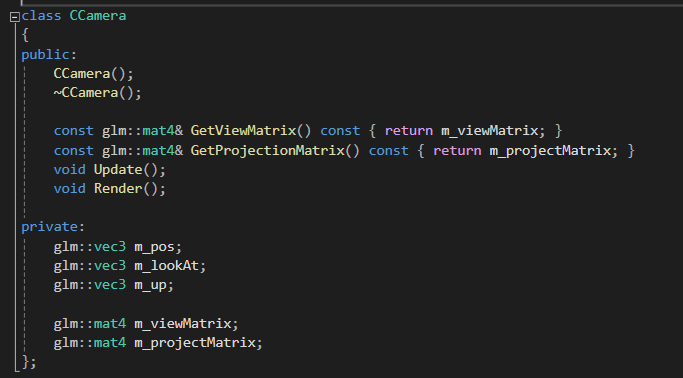 class CCamera
{
public:
    CCamera();
    ~CCamera();

    const glm::mat4& GetViewMatrix() const { return m_viewMatrix; }
    const glm::mat4& GetProjectionMatrix() const { return m_projectMatrix; }
    void Update();
    void Render();

private:
    glm::vec3 m_pos;
    glm::vec3 m_lookAt;
    glm::vec3 m_up;

    glm::mat4 m_viewMatrix;
    glm::mat4 m_projectMatrix;
};